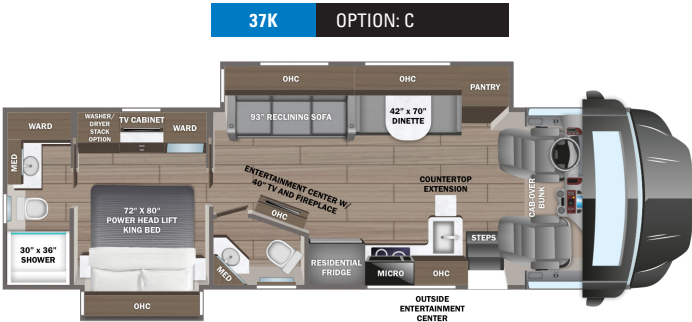 37K OPTION: C
OHC
OHC
PANTRY
WARD
WASHER/
DRYER
STACK
OPTION
TV CABINET
WARD
93" RECLINING SOFA
42" x 70"
DINETTE
MED
ENTERTAINMENT CENTER W/
40" TV AND FIREPLACE
COUNTERTOP
EXTENSION
CAB-OVER
BUNK
72" X 80"
POWER HEAD LIFT
KING BED
OHC
30" x 36"
SHOWER
MED
RESIDENTIAL
FRIDGE
MICRO
OHC
STEPS
OHC
OUTSIDE
ENTERTAINMENT
CENTER